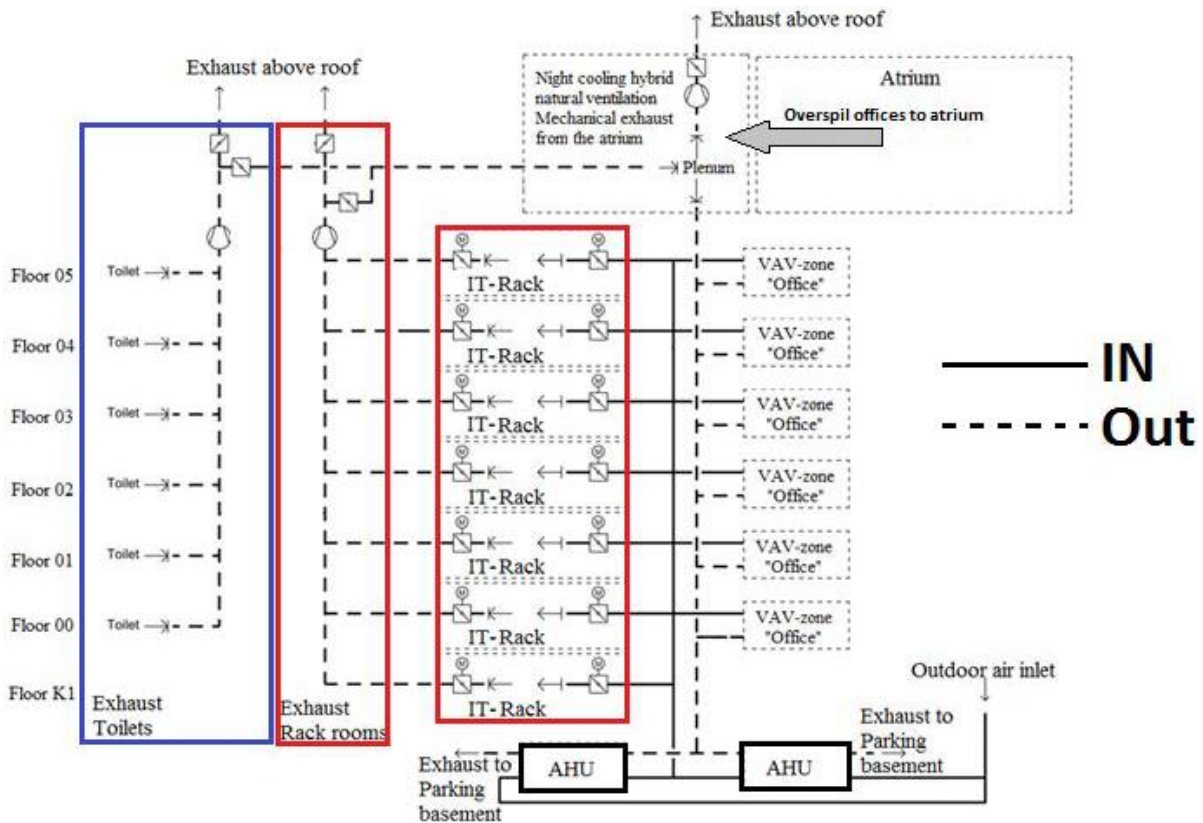 Exhaust above roof
Exhaust above roof
Night cooling hybrid
natural ventilation
Mechanical exhaust
from the atrium
Atrium
Overspil offices to atrium
Plenum
Floor 05
Toilet
M
M
IT-Rack
VAV-zone
"Office"
Floor 04
Toilet
M
M
IT-Rack
VAV-zone
"Office"
Floor 03
Toilet
M
M
IT-Rack
VAV-zone
"Office"
Floor 02
Toilet
M
M
IT-Rack
VAV-zone
"Office"
Floor 01
Toilet
M
M
IT-Rack
VAV-zone
"Office"
Floor 00
Toilet
M
M
IT-Rack
VAV-zone
"Office"
Floor K1
M
M
IT-Rack
IN
Out
Exhaust
Toilets
Exhaust
Rack rooms
Outdoor air inlet
Exhaust to
Parking
basement
AHU
AHU
Exhaust to
Parking
basement